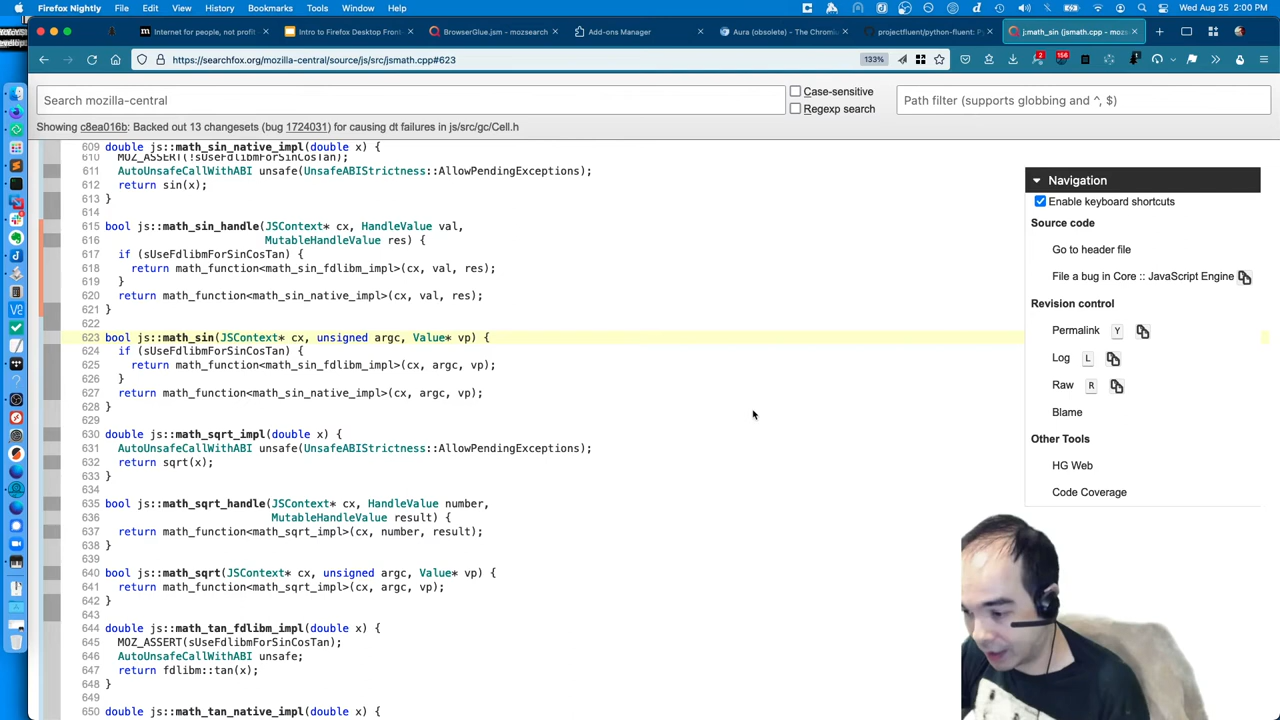 Firefox Nightly File Edit View History Bookmarks Tools Window Help Wed Aug 25 2:00 PM
Internet for people, not profit Intro to Firefox Desktop Front- BrowserGlue.jsm - mozsearch Add-ons Manager Aura (obsolete) - The Chromiu projectfluent/python-fluent: P j:math_sin (jsmath.cpp - mozs
https://searchfox.org/mozilla-central/source/js/src/jsmath.cpp#623 133%
Search mozilla-central
Case-sensitive
Regexp search
Path filter (supports globbing and ^, $)
Showing c8ea016b: Backed out 13 changesets (bug 1724031) for causing dt failures in js/src/gc/Cell.h
609 double js::math_sin_native_impl(double x) {
610 MOZ_ASSERT(!sUseFdlibmForSinCosTan);
611 AutoUnsafeCallWithABI unsafe(UnsafeABIStrictness::AllowPendingExceptions);
612 return sin(x);
613 }
614
615 bool js::math_sin_handle(JSContext* cx, HandleValue val,
616 MutableHandleValue res) {
617 if (sUseFdlibmForSinCosTan) {
618 return math_function<math_sin_fdlibm_impl>(cx, val, res);
619 }
620 return math_function<math_sin_native_impl>(cx, val, res);
621 }
622
623 bool js::math_sin(JSContext* cx, unsigned argc, Value* vp) {
624 if (sUseFdlibmForSinCosTan) {
625 return math_function<math_sin_fdlibm_impl>(cx, argc, vp);
626 }
627 return math_function<math_sin_native_impl>(cx, argc, vp);
628 }
629
630 double js::math_sqrt_impl(double x) {
631 AutoUnsafeCallWithABI unsafe(UnsafeABIStrictness::AllowPendingExceptions);
632 return sqrt(x);
633 }
634
635 bool js::math_sqrt_handle(JSContext* cx, HandleValue number,
636 MutableHandleValue result) {
637 return math_function<math_sqrt_impl>(cx, number, result);
638 }
639
640 bool js::math_sqrt(JSContext* cx, unsigned argc, Value* vp) {
641 return math_function<math_sqrt_impl>(cx, argc, vp);
642 }
643
644 double js::math_tan_fdlibm_impl(double x) {
645 MOZ_ASSERT(sUseFdlibmForSinCosTan);
646 AutoUnsafeCallWithABI unsafe;
647 return fdlibm::tan(x);
648 }
649
650 double js::math_tan_native_impl(double x) {
Navigation
Enable keyboard shortcuts
Source code
Go to header file
File a bug in Core :: JavaScript Engine
Revision control
Permalink Y
Log L
Raw R
Blame
Other Tools
HG Web
Code Coverage